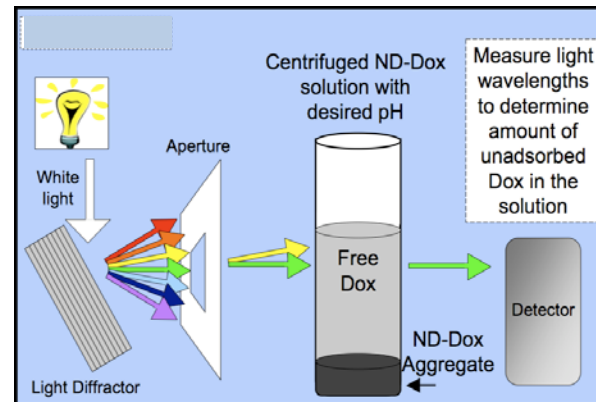 Centrifuged ND-Dox
solution with
desired pH
Measure light
wavelengths
to determine
amount of
unadsorbed
Dox in the
solution
Aperture
White
light
Free
Dox
Detector
ND-Dox
Aggregate
Light Diffractor